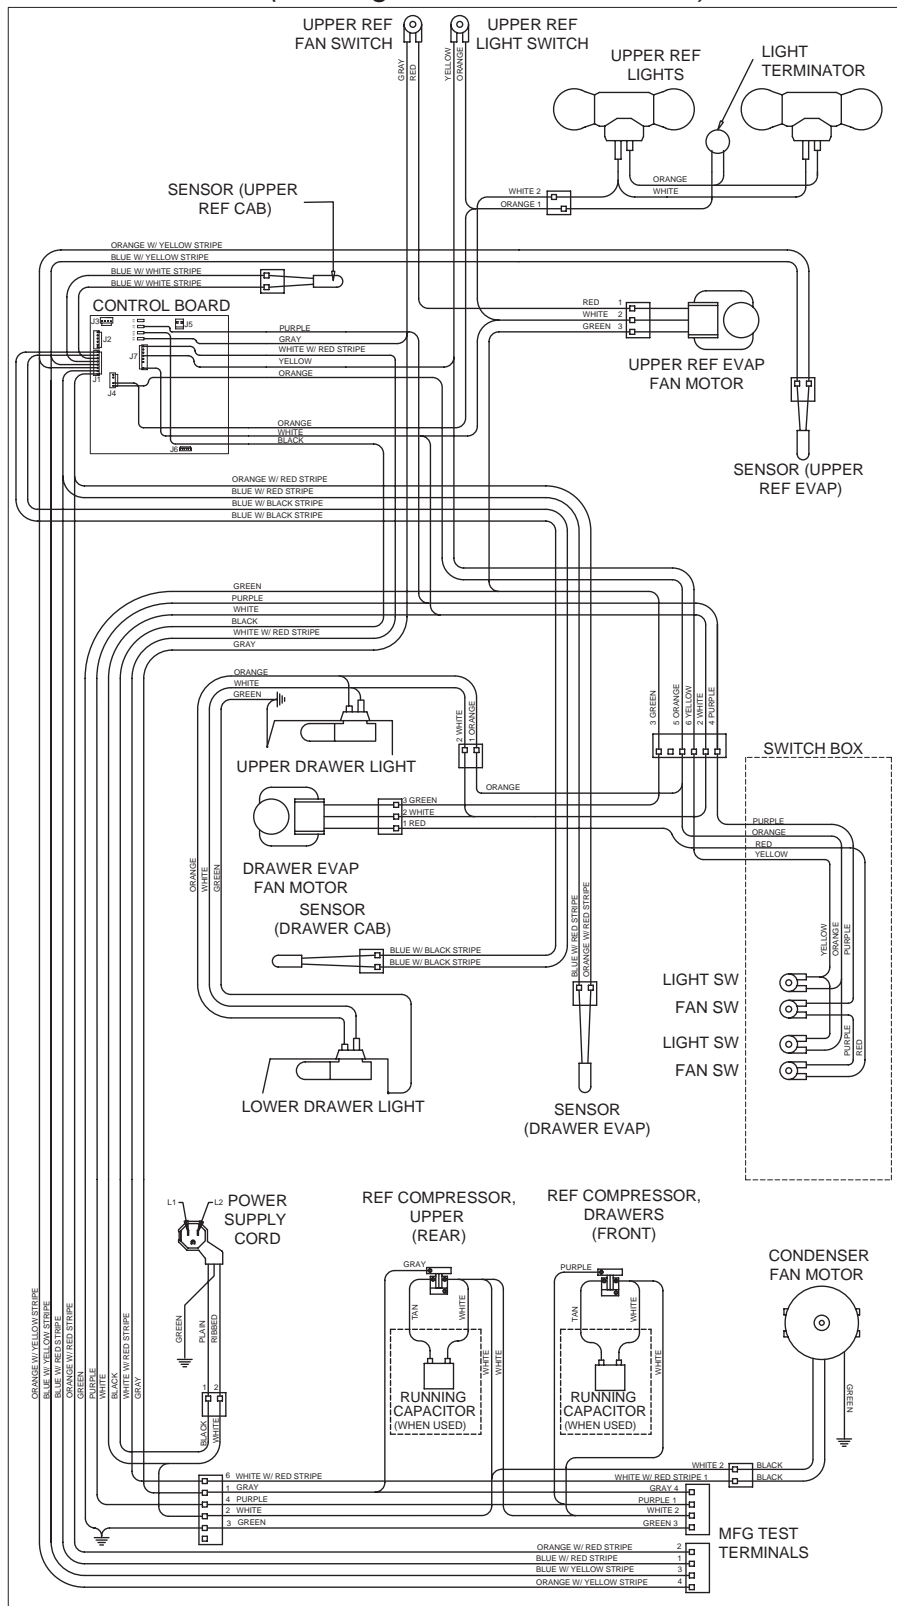 UPPER REF
FAN SWITCH
UPPER REF
LIGHT SWITCH
GRAY
RED
YELLOW
ORANGE
UPPER REF
LIGHTS
LIGHT
TERMINATOR
ORANGE
WHITE
WHITE 2
ORANGE 1
SENSOR (UPPER
REF CAB)
ORANGE W/ YELLOW STRIPE
BLUE W/ YELLOW STRIPE
BLUE W/ WHITE STRIPE
BLUE W/ WHITE STRIPE
CONTROL BOARD
J3
J5
J2
J7
J1
J4
J6
PURPLE
GRAY
WHITE W/ RED STRIPE
YELLOW
ORANGE
ORANGE
WHITE
BLACK
RED 1
WHITE 2
GREEN 3
UPPER REF EVAP
FAN MOTOR
SENSOR (UPPER
REF EVAP)
ORANGE W/ RED STRIPE
BLUE W/ RED STRIPE
BLUE W/ BLACK STRIPE
BLUE W/ BLACK STRIPE
GREEN
PURPLE
WHITE
BLACK
WHITE W/ RED STRIPE
GRAY
ORANGE
WHITE
GREEN
UPPER DRAWER LIGHT
2 WHITE
1 ORANGE
3 GREEN
5 ORANGE
6 YELLOW
2 WHITE
4 PURPLE
ORANGE
SWITCH BOX
3 GREEN
2 WHITE
1 RED
DRAWER EVAP
FAN MOTOR
PURPLE
ORANGE
RED
YELLOW
ORANGE
WHITE
GREEN
SENSOR
(DRAWER CAB)
BLUE W/ BLACK STRIPE
BLUE W/ BLACK STRIPE
BLUE W/ RED STRIPE
ORANGE W/ RED STRIPE
YELLOW
ORANGE
PURPLE
LIGHT SW
FAN SW
LIGHT SW
FAN SW
PURPLE
RED
LOWER DRAWER LIGHT
SENSOR
(DRAWER EVAP)
L1
L2
POWER
SUPPLY
CORD
REF COMPRESSOR,
UPPER
(REAR)
REF COMPRESSOR,
DRAWERS
(FRONT)
CONDENSER
FAN MOTOR
GRAY
TAN
WHITE
WHITE
WHITE
RUNNING
CAPACITOR
(WHEN USED)
PURPLE
TAN
WHITE
WHITE
RUNNING
CAPACITOR
(WHEN USED)
GREEN
ORANGE W/ YELLOW STRIPE
BLUE W/ YELLOW STRIPE
BLUE W/ RED STRIPE
ORANGE W/ RED STRIPE
GREEN
PURPLE
WHITE
BLACK
WHITE W/ RED STRIPE
GRAY
GREEN
PLAIN
RIBBED
1
2
BLACK
WHITE
6 WHITE W/ RED STRIPE
1 GRAY
4 PURPLE
2 WHITE
3 GREEN
WHITE 2
BLACK
WHITE W/ RED STRIPE 1
BLACK
GRAY 4
PURPLE 1
WHITE 2
GREEN 3
MFG TEST
TERMINALS
ORANGE W/ RED STRIPE 2
BLUE W/ RED STRIPE 1
BLUE W/ YELLOW STRIPE 3
ORANGE W/ YELLOW STRIPE 4